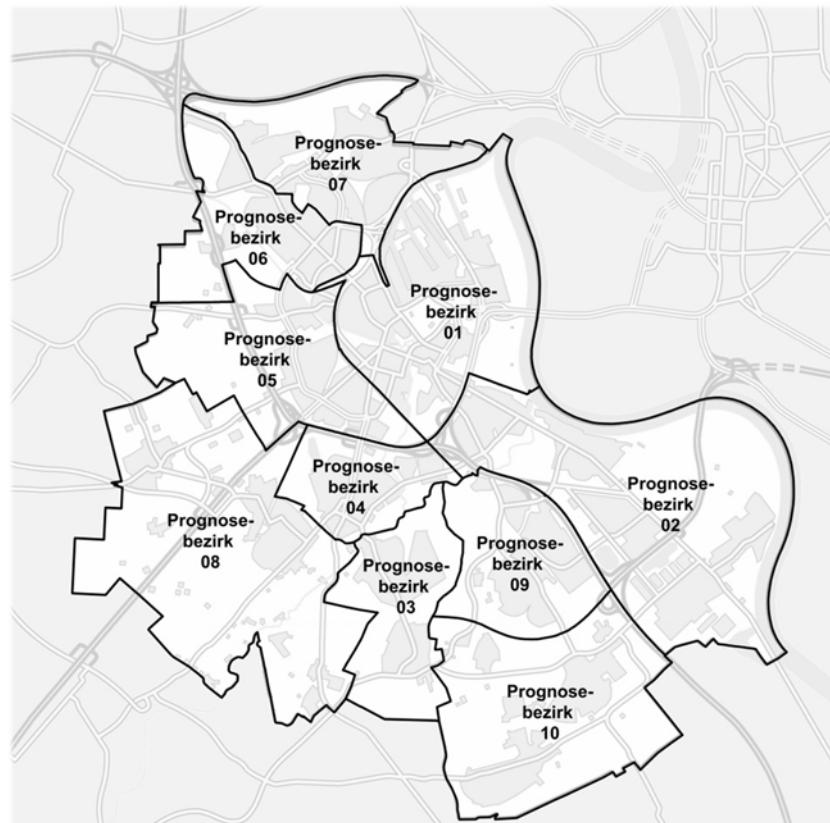 Prognose-
bezirk
07
Prognose-
bezirk
06
Prognose-
bezirk
01
Prognose-
bezirk
05
Prognose-
bezirk
04
Prognose-
bezirk
02
Prognose-
bezirk
08
Prognose-
bezirk
03
Prognose-
bezirk
09
Prognose-
bezirk
10